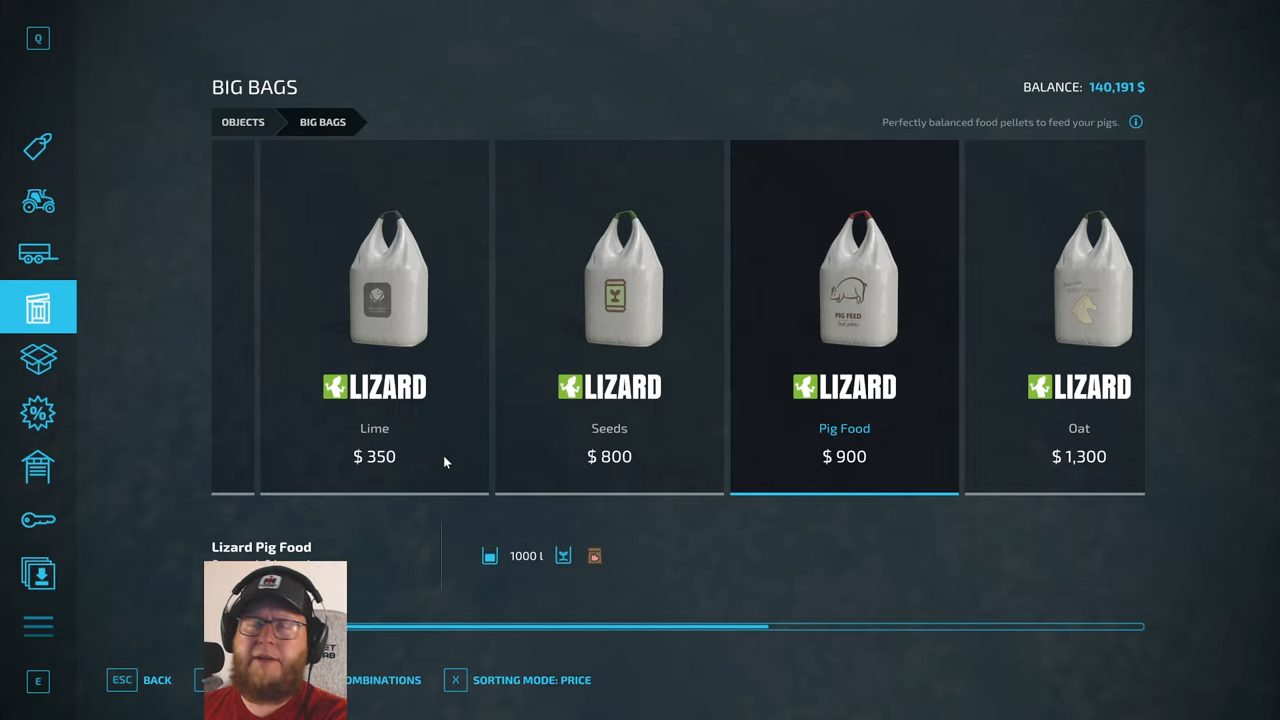 Q
BIG BAGS
BALANCE: 140,191 $
OBJECTS
BIG BAGS
Perfectly balanced food pellets to feed your pigs.
PIG FEED
food pellets
LIZARD
LIZARD
LIZARD
LIZARD
Lime
Seeds
Pig Food
Oat
$ 350
$ 800
$ 900
$ 1,300
Lizard Pig Food
1000 l
E
ESC BACK
OMBINATIONS
X SORTING MODE: PRICE